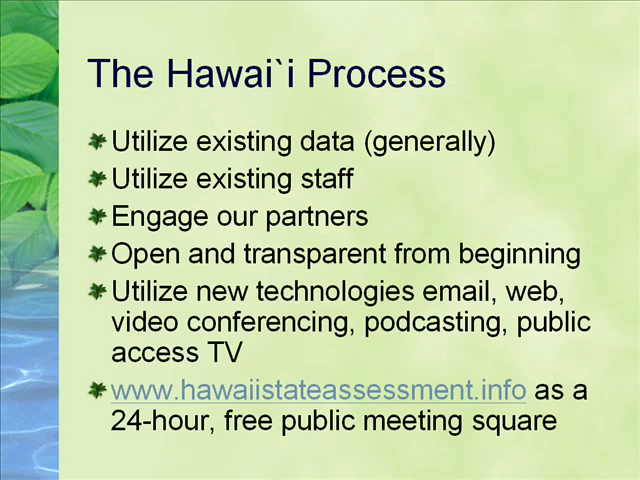 The Hawai`i Process
Utilize existing data (generally)
Utilize existing staff
Engage our partners
Open and transparent from beginning
Utilize new technologies email, web,
video conferencing, podcasting, public
access TV
www.hawaiistateassessment.info as a
24-hour, free public meeting square